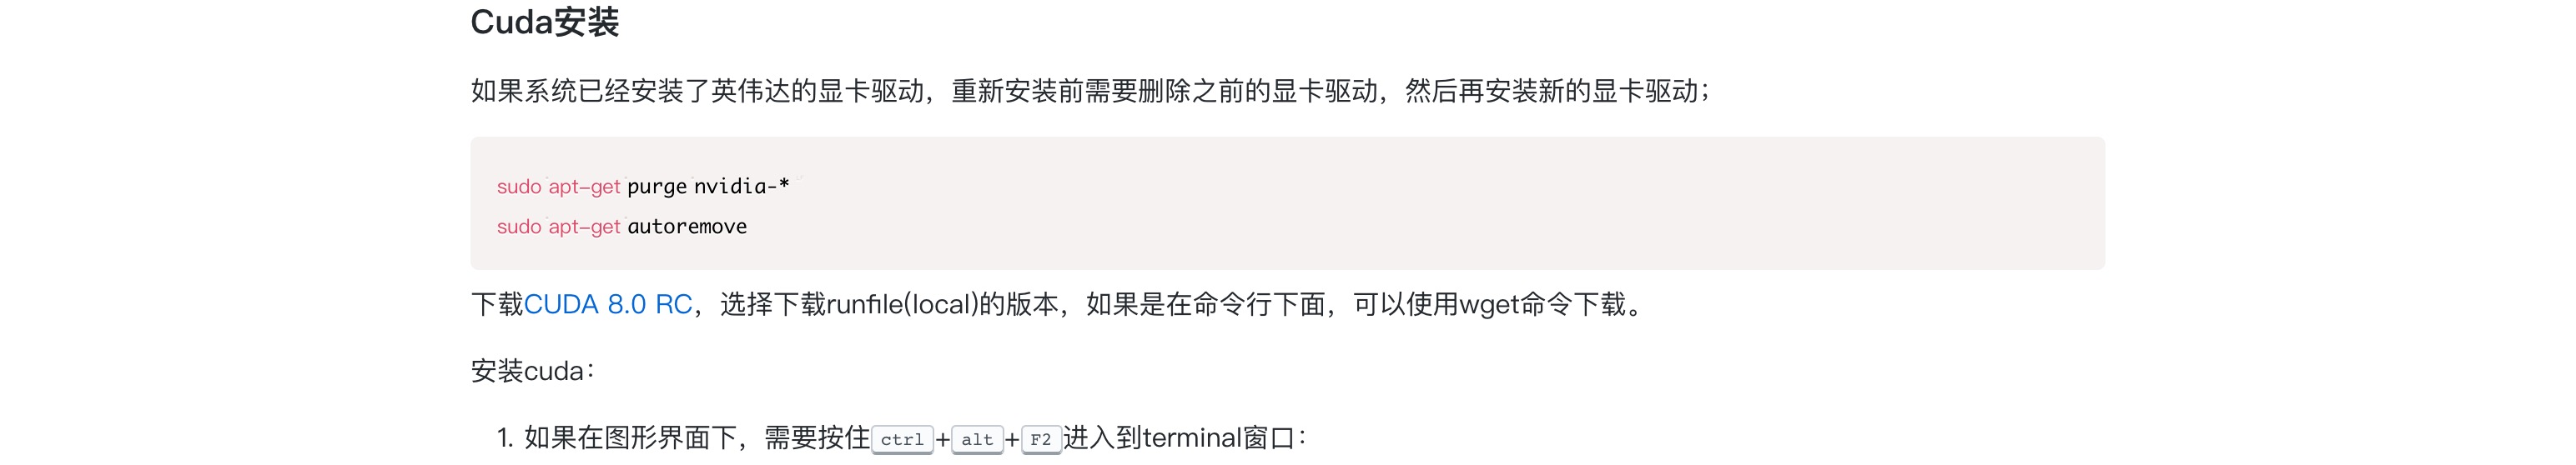 Cuda安装
如果系统已经安装了英伟达的显卡驱动，重新安装前需要删除之前的显卡驱动，然后再安装新的显卡驱动；
sudo apt-get purge nvidia-*
sudo apt-get autoremove
下载CUDA 8.0 RC，选择下载runfile(local)的版本，如果是在命令行下面，可以使用wget命令下载。
安装cuda：
1. 如果在图形界面下，需要按住ctrl+alt+F2进入到terminal窗口：